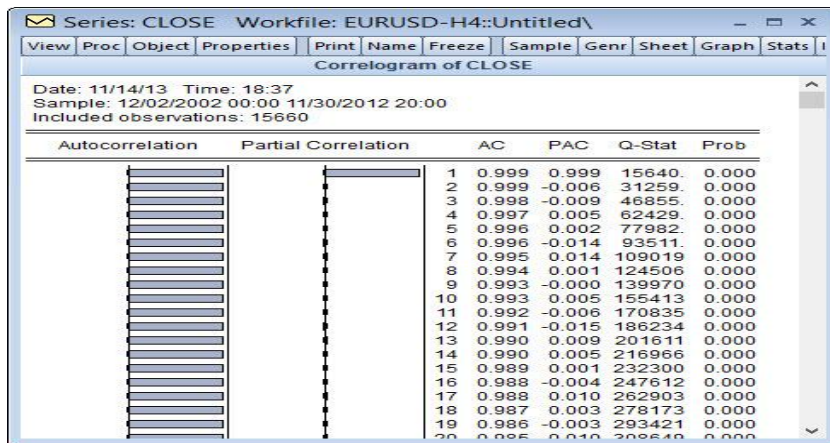 Series: CLOSE Workfile: EURUSD-H4::Untitled\
View Proc Object Properties Print Name Freeze Sample Genr Sheet Graph Stats
Correlogram of CLOSE
Date: 11/14/13 Time: 18:37
Sample: 12/02/2002 00:00 11/30/2012 20:00
Included observations: 15660
Autocorrelation Partial Correlation AC PAC Q-Stat Prob
1 0.999 0.999 15640. 0.000
2 0.999 -0.006 31259. 0.000
3 0.998 -0.009 46855. 0.000
4 0.997 0.005 62429. 0.000
5 0.996 0.002 77982. 0.000
6 0.996 -0.014 93511. 0.000
7 0.995 0.014 109019 0.000
8 0.994 0.001 124506 0.000
9 0.993 -0.000 139970 0.000
10 0.993 0.005 155413 0.000
11 0.992 -0.006 170835 0.000
12 0.991 -0.015 186234 0.000
13 0.990 0.009 201611 0.000
14 0.990 0.005 216966 0.000
15 0.989 0.001 232300 0.000
16 0.988 -0.004 247612 0.000
17 0.988 0.010 262903 0.000
18 0.987 0.003 278173 0.000
19 0.986 -0.003 293421 0.000
20 0.985 0.010 308649 0.000